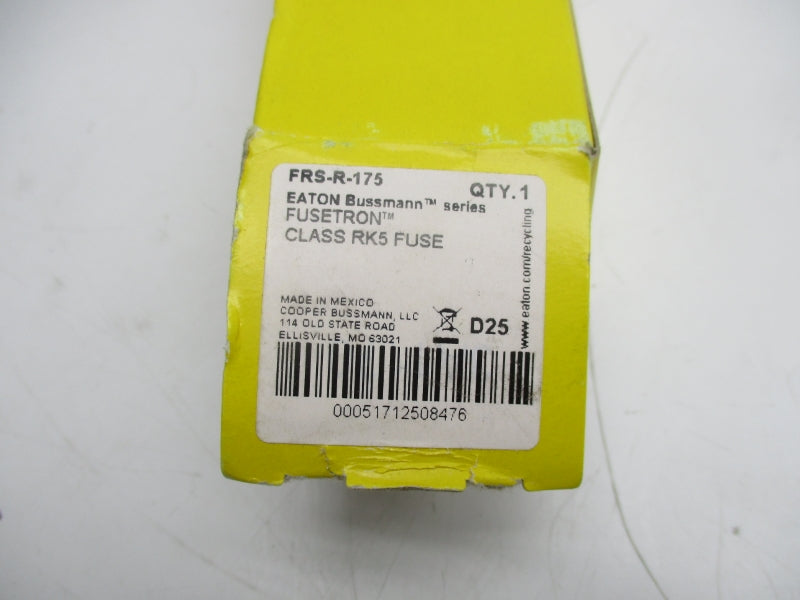 FRS-R-175
QTY.1
EATON Bussmann™ series
FUSETRON™
CLASS RK5 FUSE
MADE IN MEXICO
COOPER BUSSMANN, LLC
114 OLD STATE ROAD
ELLISVILLE, MO 63021
D25
www.eaton.com/recycling
00051712508476